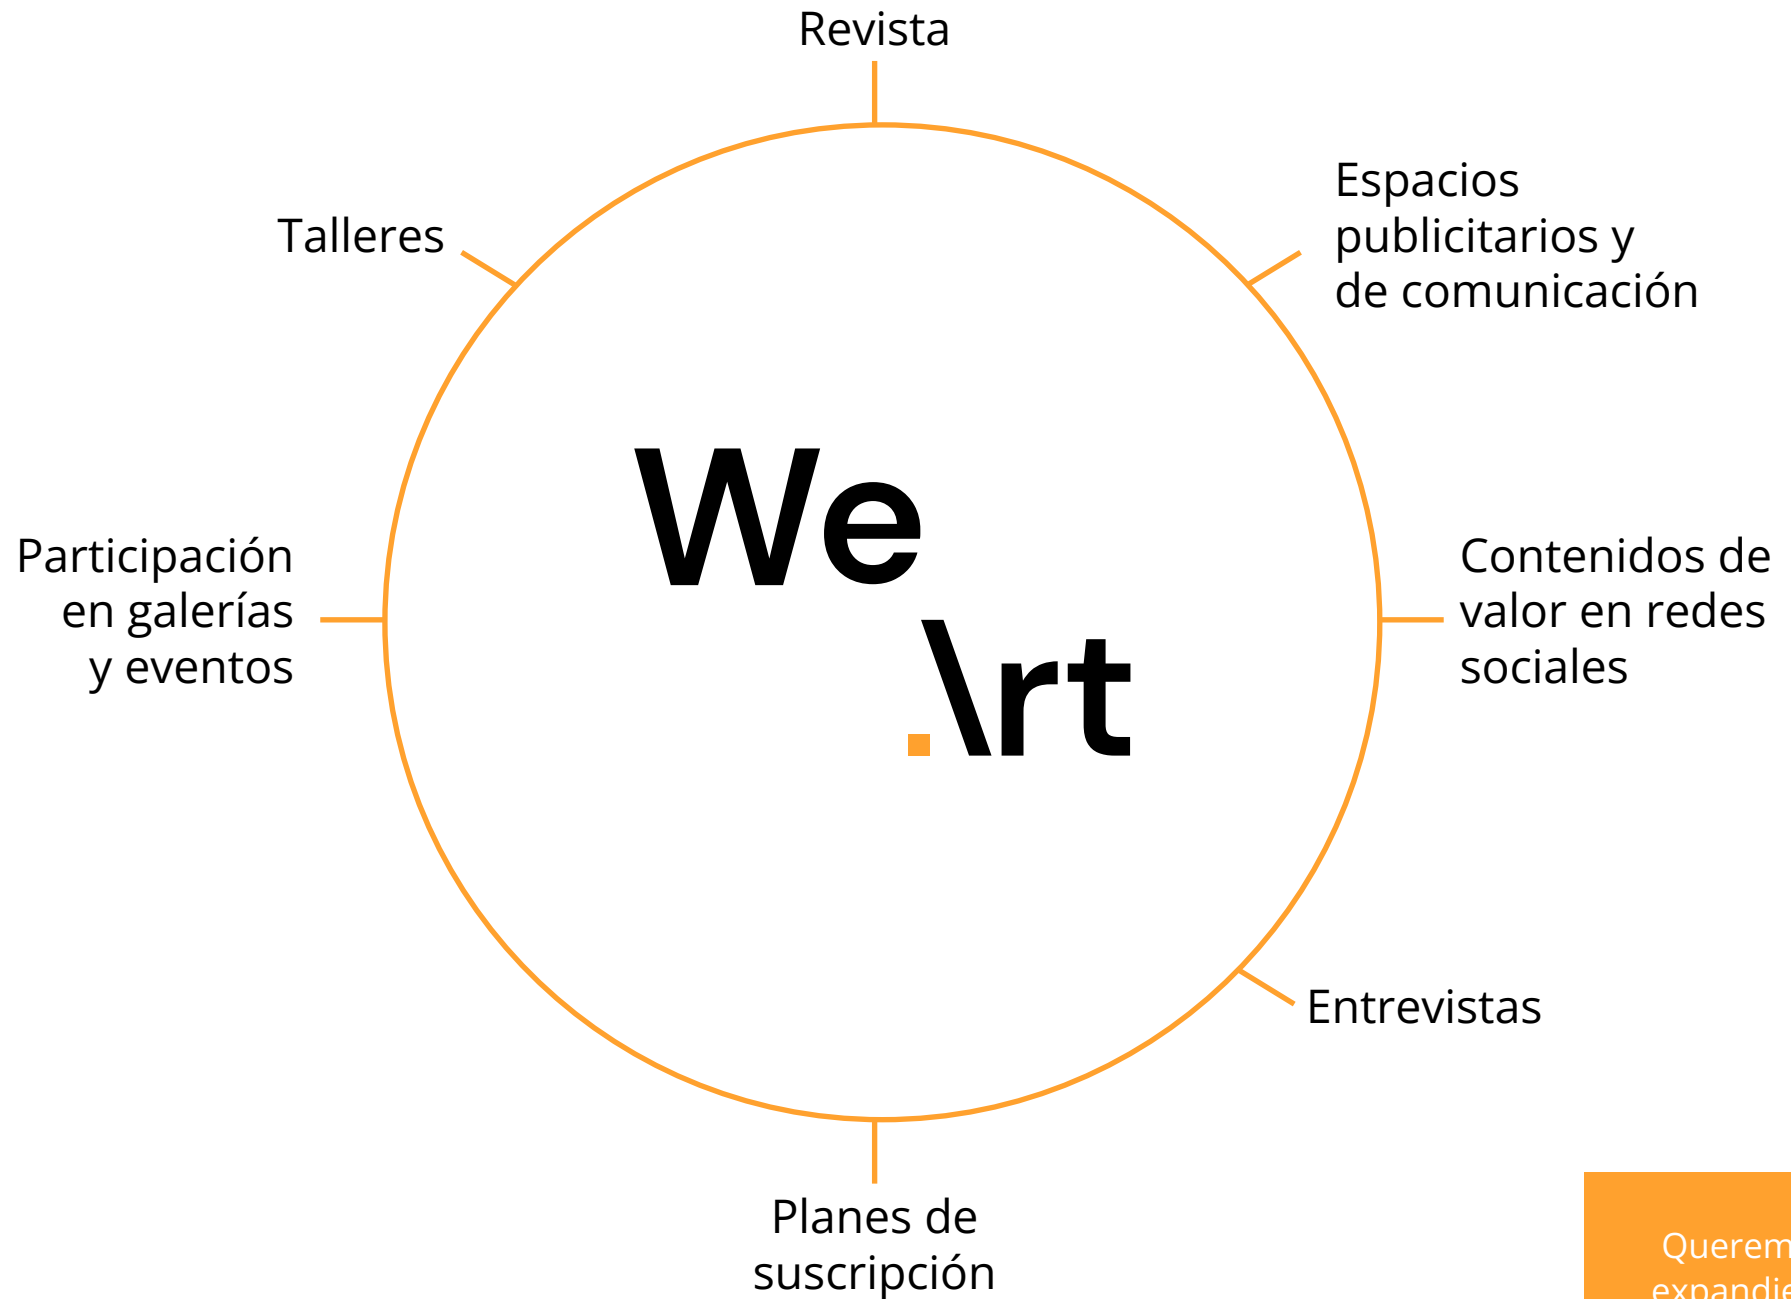 Revista
Espacios
publicitarios y
de comunicación
Talleres
We
.\rt
Participación
en galerías
y eventos
Contenidos de
valor en redes
sociales
Entrevistas
Planes de
suscripción